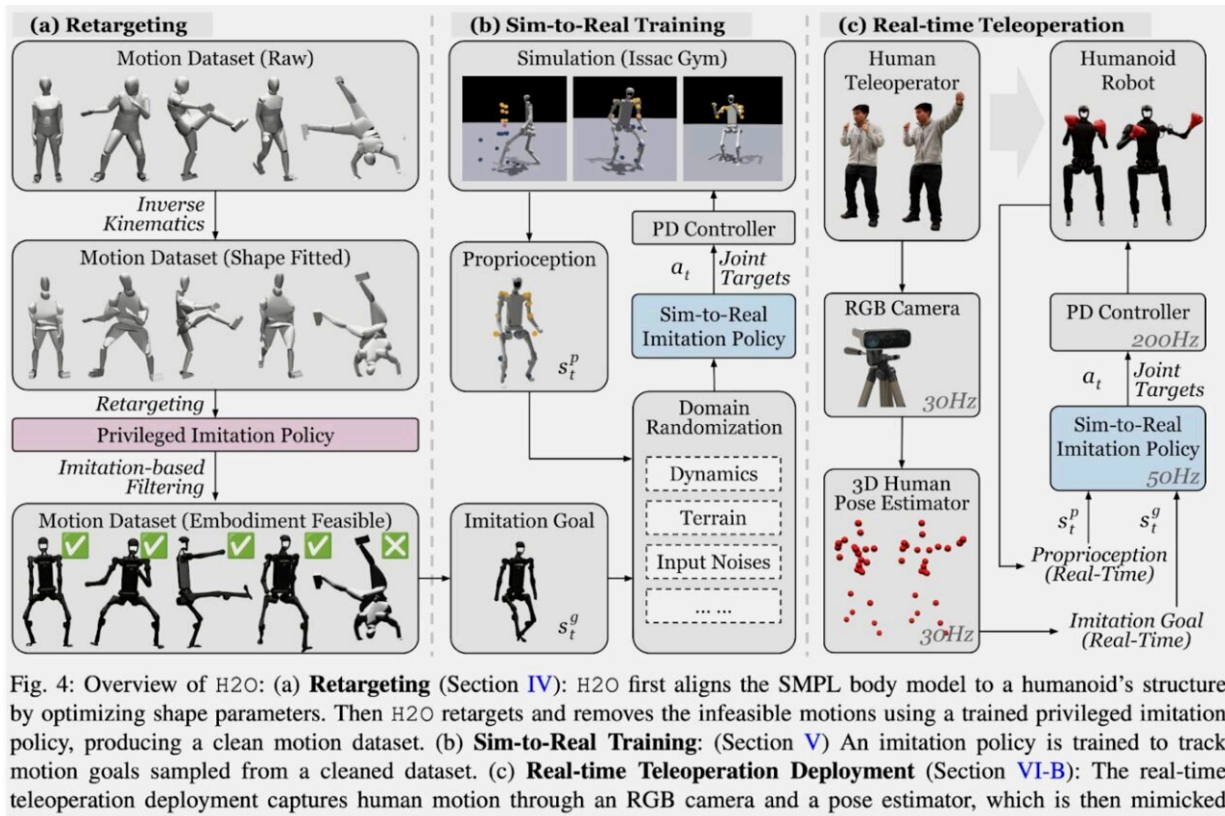 (a) Retargeting
Motion Dataset (Raw)
Inverse
Kinematics
Motion Dataset (Shape Fitted)
Retargeting
Privileged Imitation Policy
Imitation-based
Filtering
Motion Dataset (Embodiment Feasible)
(b) Sim-to-Real Training
Simulation (Issac Gym)
Proprioception
s_t^p
PD Controller
a_t
Joint
Targets
Sim-to-Real
Imitation Policy
Domain
Randomization
Dynamics
Terrain
Input Noises
... ...
Imitation Goal
s_t^g
(c) Real-time Teleoperation
Human
Teleoperator
Humanoid
Robot
RGB Camera
30Hz
3D Human
Pose Estimator
30Hz
PD Controller
200Hz
a_t
Joint
Targets
Sim-to-Real
Imitation Policy
50Hz
s_t^p
s_t^g
Proprioception
(Real-Time)
Imitation Goal
(Real-Time)
Fig. 4: Overview of H2O: (a) Retargeting (Section IV): H2O first aligns the SMPL body model to a humanoid's structure
by optimizing shape parameters. Then H2O retargets and removes the infeasible motions using a trained privileged imitation
policy, producing a clean motion dataset. (b) Sim-to-Real Training: (Section V) An imitation policy is trained to track
motion goals sampled from a cleaned dataset. (c) Real-time Teleoperation Deployment (Section VI-B): The real-time
teleoperation deployment captures human motion through an RGB camera and a pose estimator, which is then mimicked